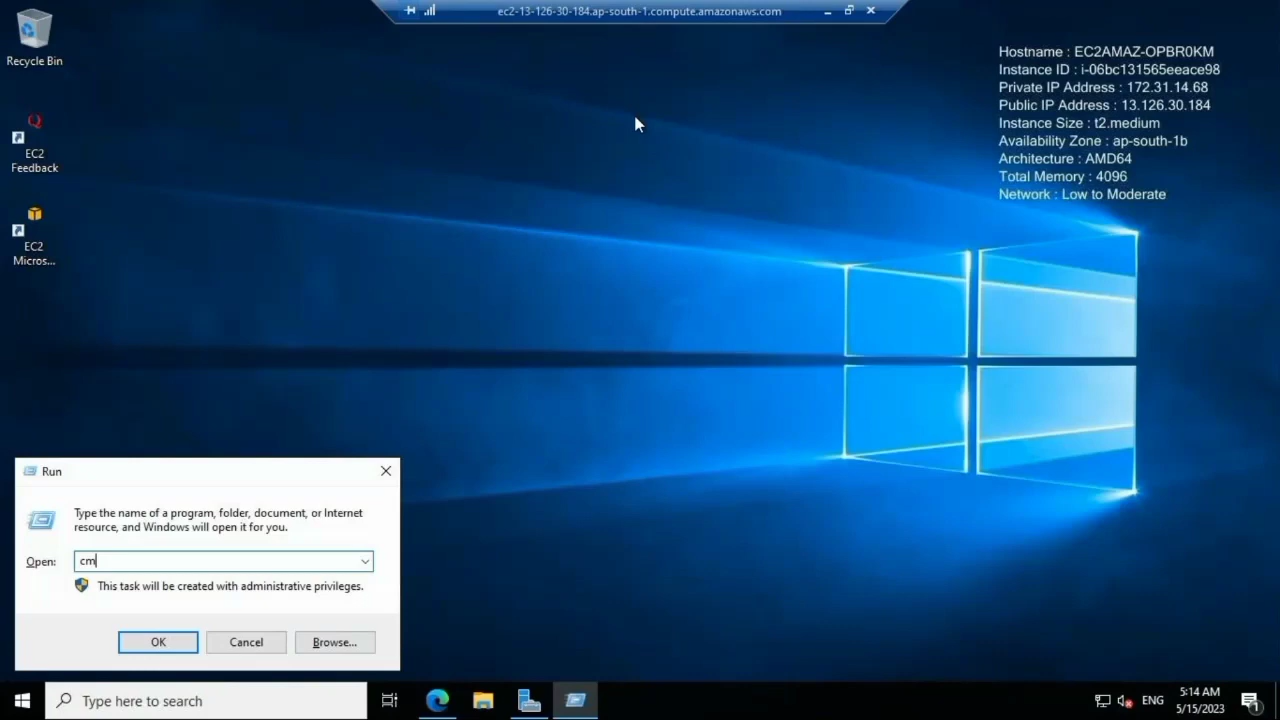 ec2-13-126-30-184.ap-south-1.compute.amazonaws.com
Recycle Bin
EC2
Feedback
EC2
Micros...
Hostname : EC2AMAZ-OPBR0KM
Instance ID : i-06bc131565eeace98
Private IP Address : 172.31.14.68
Public IP Address : 13.126.30.184
Instance Size : t2.medium
Availability Zone : ap-south-1b
Architecture : AMD64
Total Memory : 4096
Network : Low to Moderate
Run
Type the name of a program, folder, document, or Internet
resource, and Windows will open it for you.
Open: cm
This task will be created with administrative privileges.
OK Cancel Browse...
Type here to search
ENG
5:14 AM
5/15/2023
1